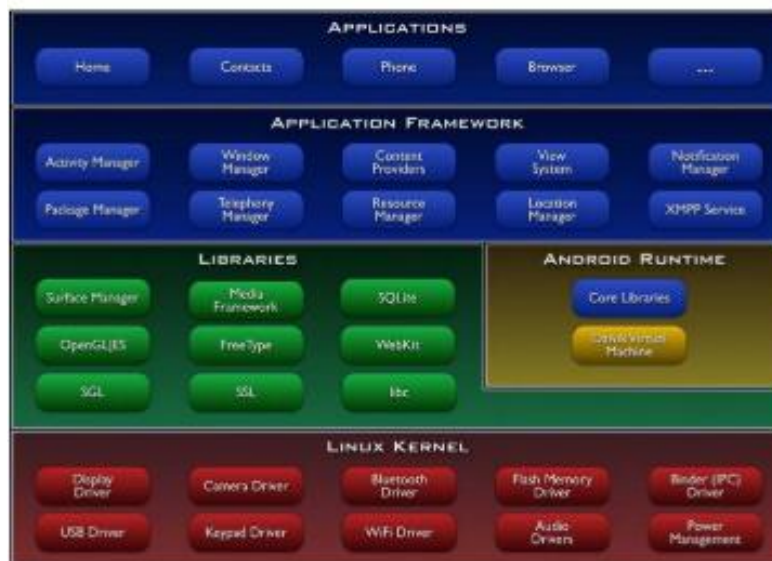 APPLICATIONS
Home
Contacts
Phone
Browser
...
APPLICATION FRAMEWORK
Activity Manager
Window
Manager
Content
Providers
View
System
Notification
Manager
Package Manager
Telephony
Manager
Resource
Manager
Location
Manager
XMPP Service
LIBRARIES
Surface Manager
Media
Framework
SQLite
OpenGL|ES
FreeType
WebKit
SGL
SSL
libc
ANDROID RUNTIME
Core Libraries
Dalvik Virtual
Machine
LINUX KERNEL
Display
Driver
Camera Driver
Bluetooth
Driver
Flash Memory
Driver
Binder (IPC)
Driver
USB Driver
Keypad Driver
WiFi Driver
Audio
Drivers
Power
Management